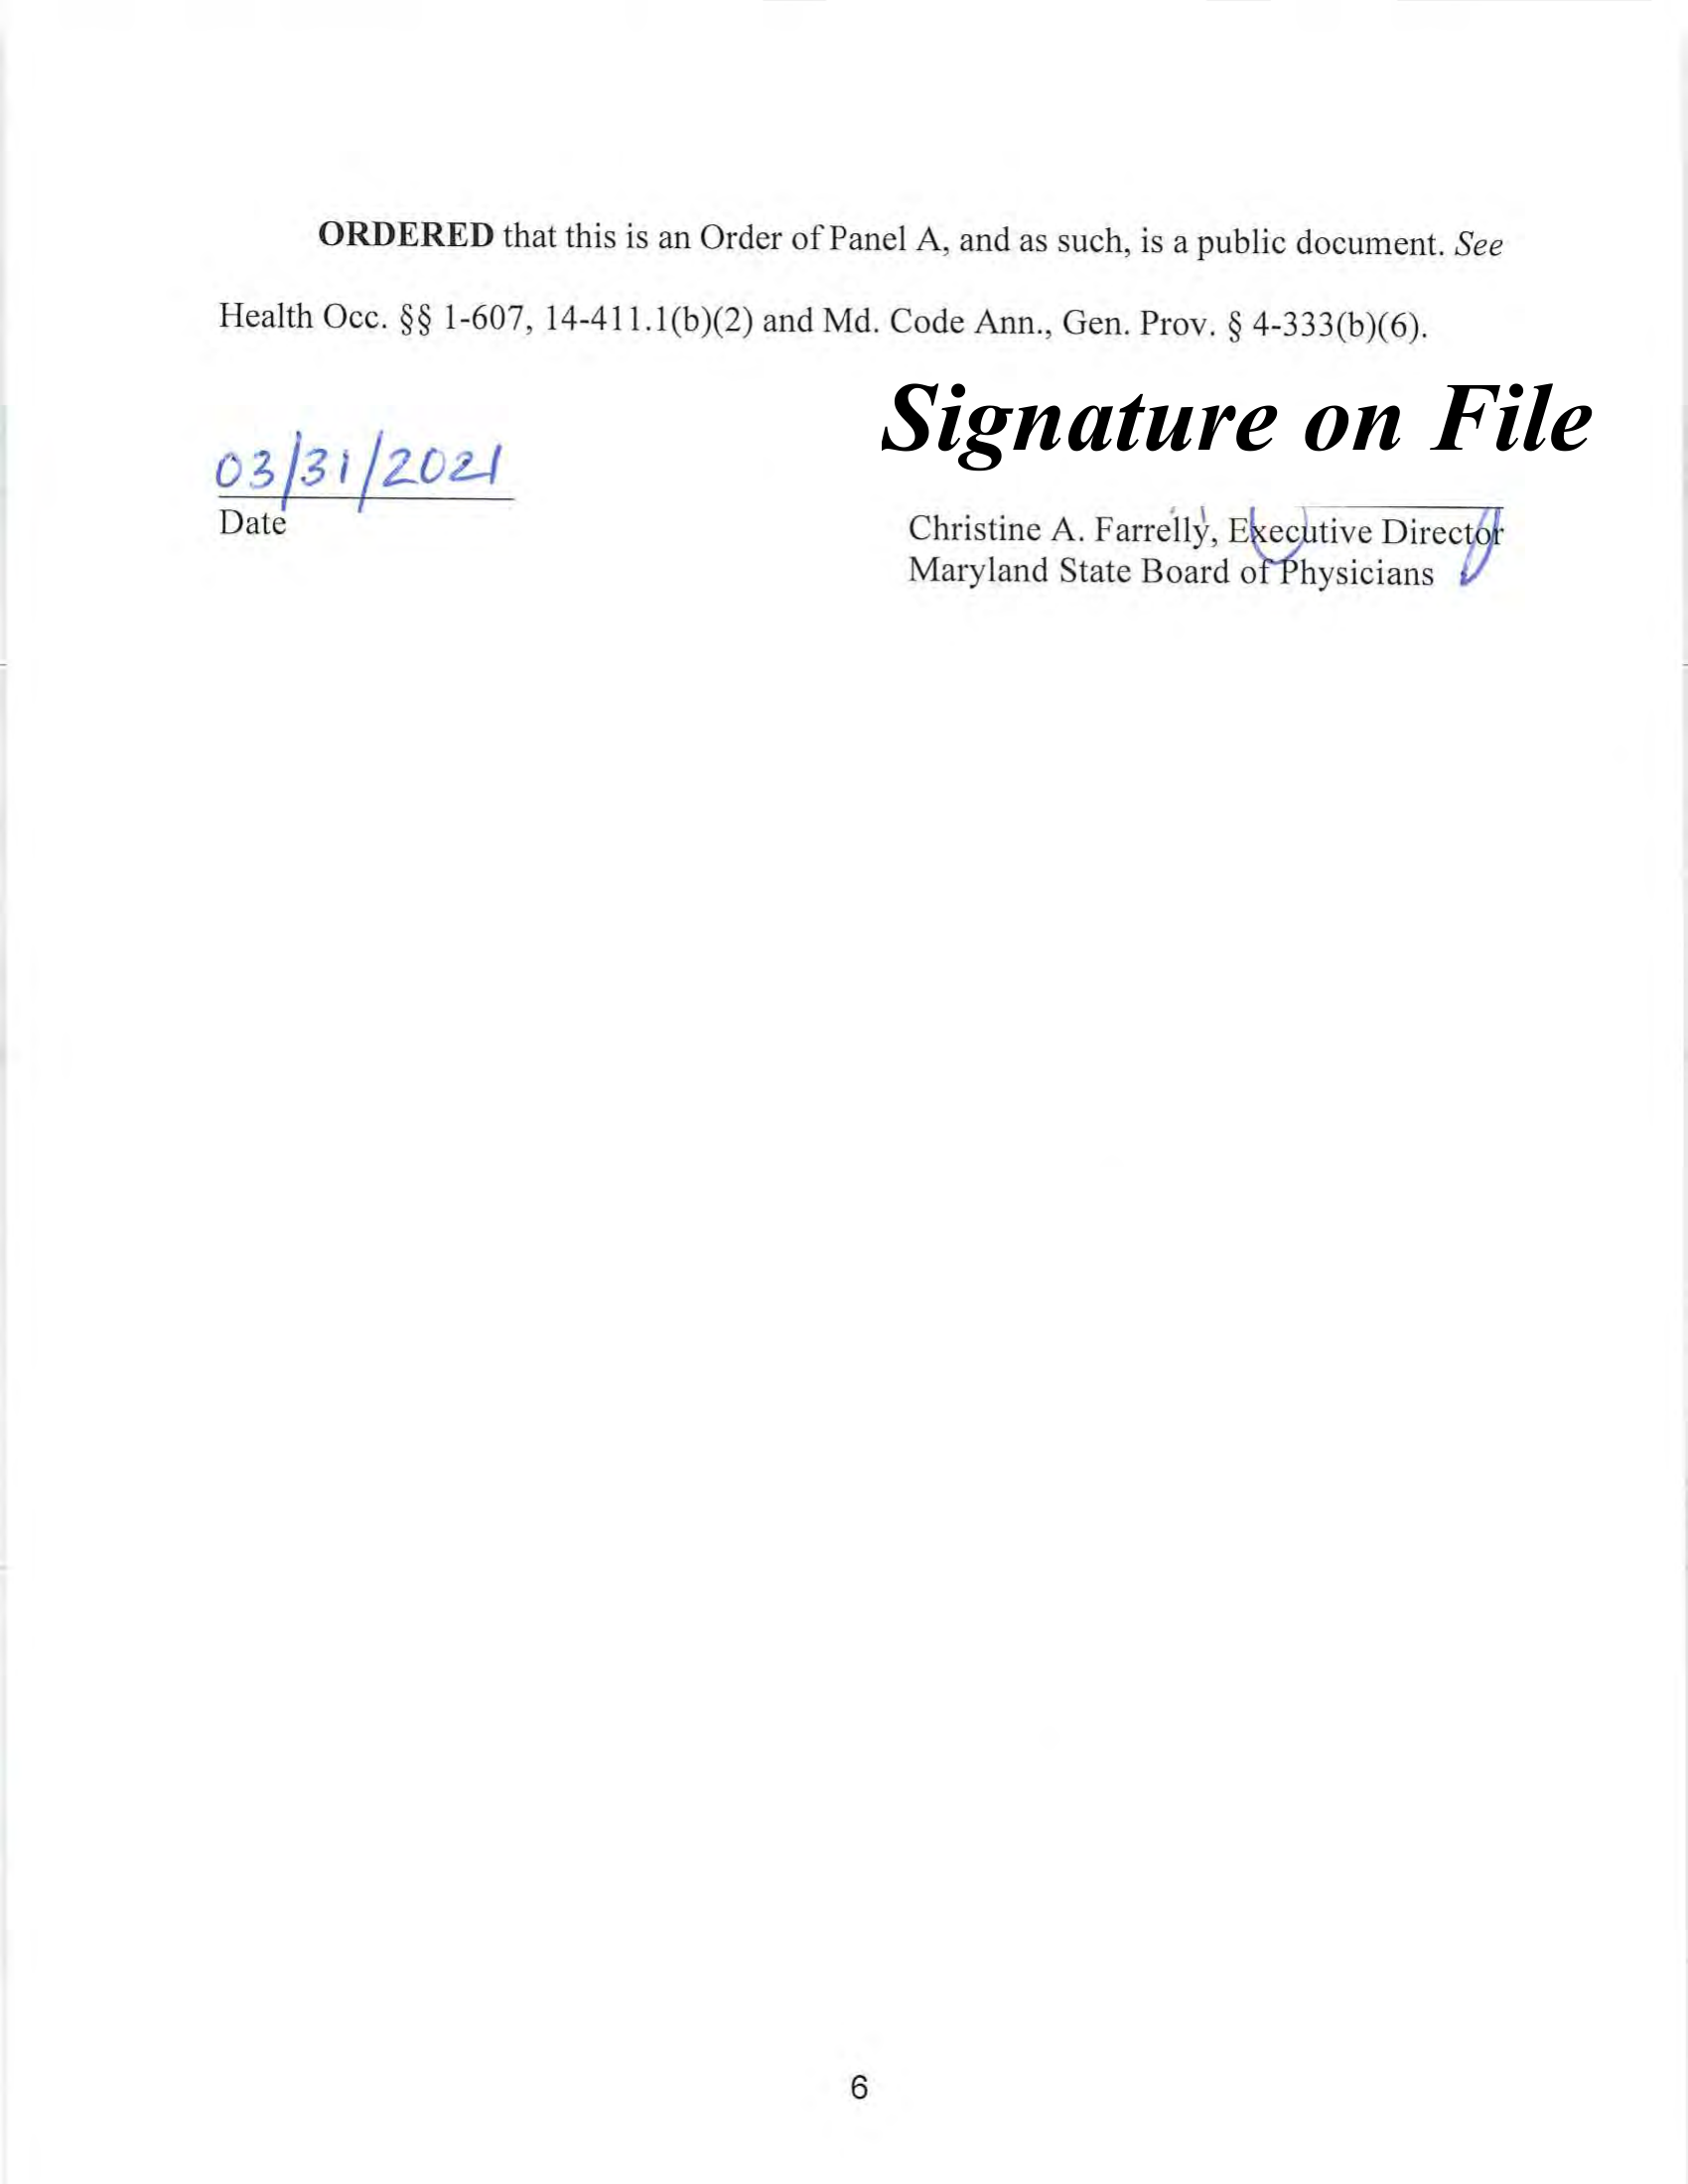 ORDERED that this is an Order of Panel A, and as such, is a public document. See
Health Occ. §§ 1-607, 14-411.1(b)(2) and Md. Code Ann., Gen. Prov. § 4-333(b)(6).
Signature on File
03/31/2021
Date
Christine A. Farrelly, Executive Director
Maryland State Board of Physicians
6